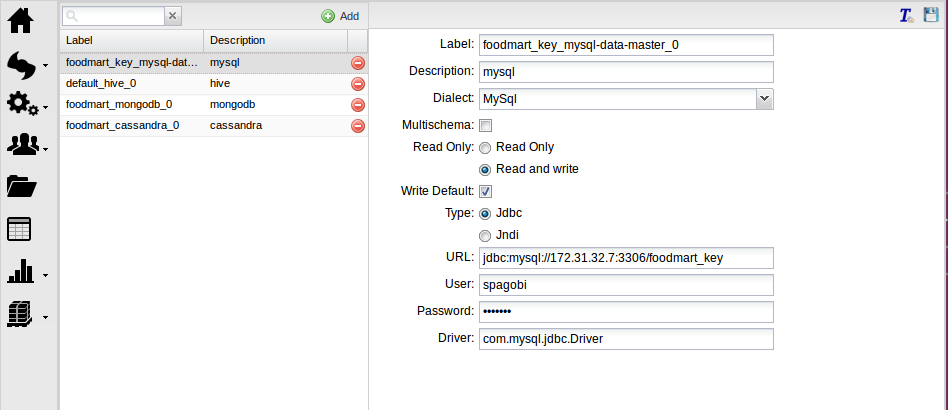 Add
Label Description
foodmart_key_mysql-dat... mysql
default_hive_0 hive
foodmart_mongodb_0 mongodb
foodmart_cassandra_0 cassandra
T
Label: foodmart_key_mysql-data-master_0
Description: mysql
Dialect: MySql
Multischema:
Read Only: Read Only
Read and write
Write Default:
Type: Jdbc
Jndi
URL: jdbc:mysql://172.31.32.7:3306/foodmart_key
User: spagobi
Password: •••••••
Driver: com.mysql.jdbc.Driver